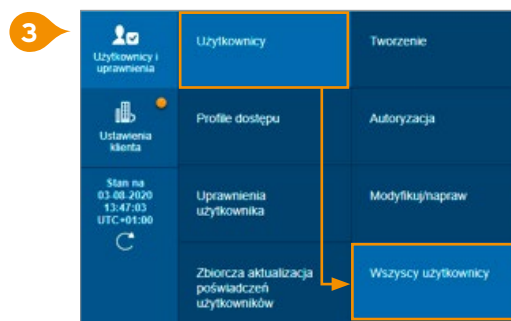 3
Użytkownicy i
uprawnienia
Użytkownicy
Tworzenie
Ustawienia
klienta
Profile dostępu
Autoryzacja
Stan na
03-08-2020
13:47:03
UTC+01:00
Uprawnienia
użytkownika
Modyfikuj/napraw
Zbiorcza aktualizacja
poświadczeń
użytkowników
Wszyscy użytkownicy